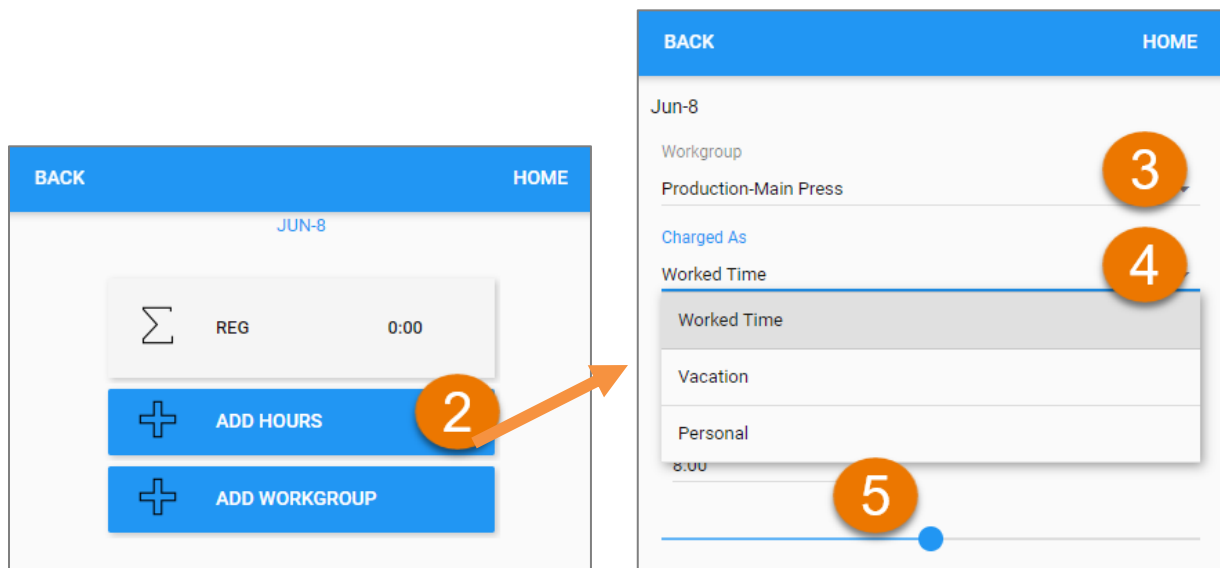 BACK HOME
JUN-8
Σ REG 0:00
ADD HOURS 2
ADD WORKGROUP
BACK HOME
Jun-8
Workgroup
3
Production-Main Press
Charged As
4
Worked Time
Worked Time
Vacation
Personal
8:00
5